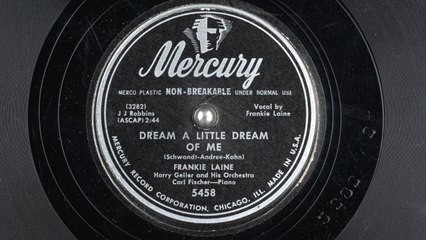 Mercury
MERCO PLASTIC NON-BREAKABLE UNDER NORMAL USE
(3282)
J J Robbins
(ASCAP) 2:44
Vocal by
Frankie Laine
DREAM A LITTLE DREAM
OF ME
(Schwandt-Andree-Kahn)
FRANKIE LAINE
Harry Geller and His Orchestra
Carl Fischer—Piano
5458
MERCURY RECORD CORPORATION, CHICAGO, ILL. MADE IN U.S.A.